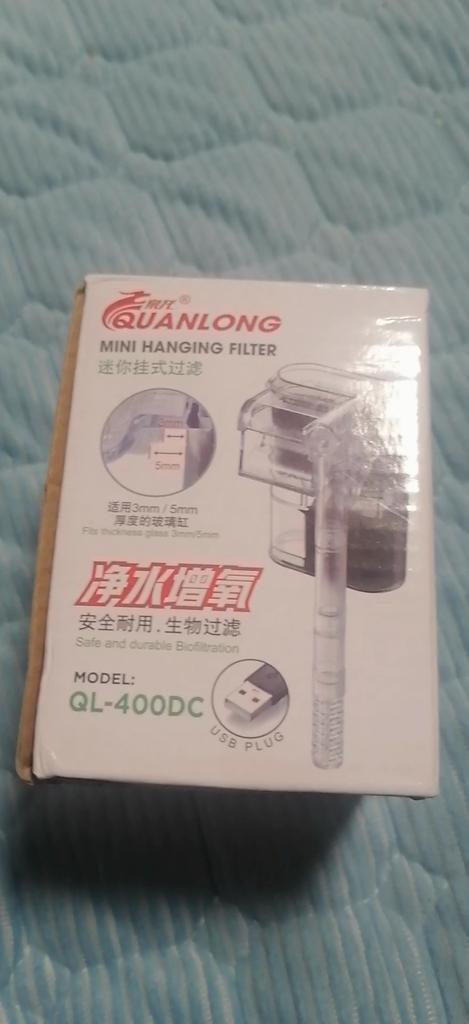 ®
QUANLONG
MINI HANGING FILTER
迷你挂式过滤
3mm
5mm
适用3mm / 5mm
厚度的玻璃缸
Fits thickness glass 3mm/5mm
净水增氧
安全耐用.生物过滤
Safe and durable Biofiltration
MODEL:
QL-400DC
USB PLUG